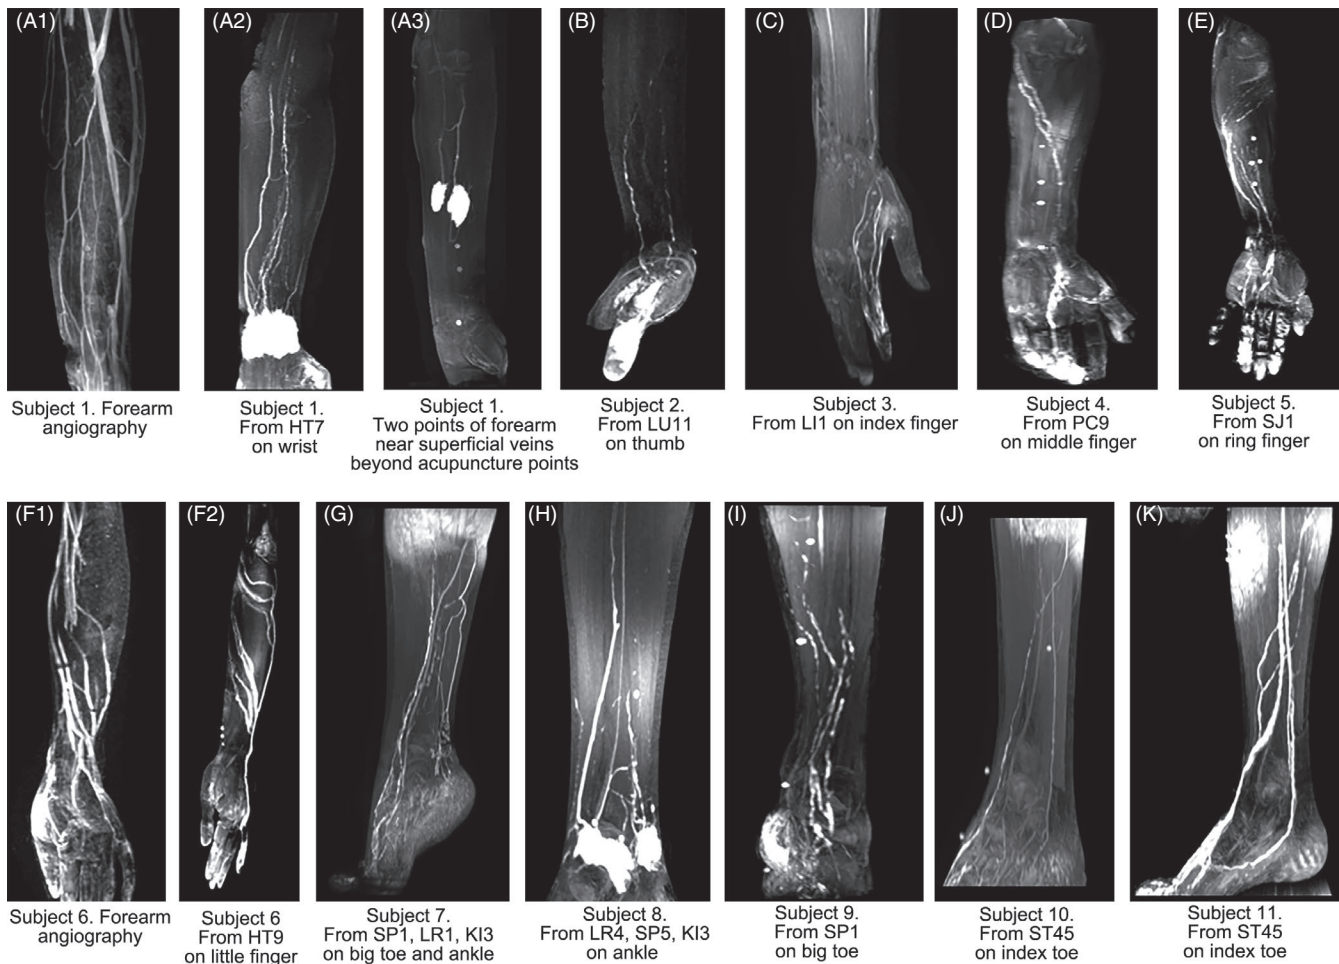 (A1)
(A2)
(A3)
(B)
(C)
(D)
(E)
Subject 1. Forearm
angiography
Subject 1.
From HT7
on wrist
Subject 1.
Two points of forearm
near superficial veins
beyond acupuncture points
Subject 2.
From LU11
on thumb
Subject 3.
From LI1 on index finger
Subject 4.
From PC9
on middle finger
Subject 5.
From SJ1
on ring finger
(F1)
(F2)
(G)
(H)
(I)
(J)
(K)
Subject 6. Forearm
angiography
Subject 6
From HT9
on little finger
Subject 7.
From SP1, LR1, KI3
on big toe and ankle
Subject 8.
From LR4, SP5, KI3
on ankle
Subject 9.
From SP1
on big toe
Subject 10.
From ST45
on index toe
Subject 11.
From ST45
on index toe